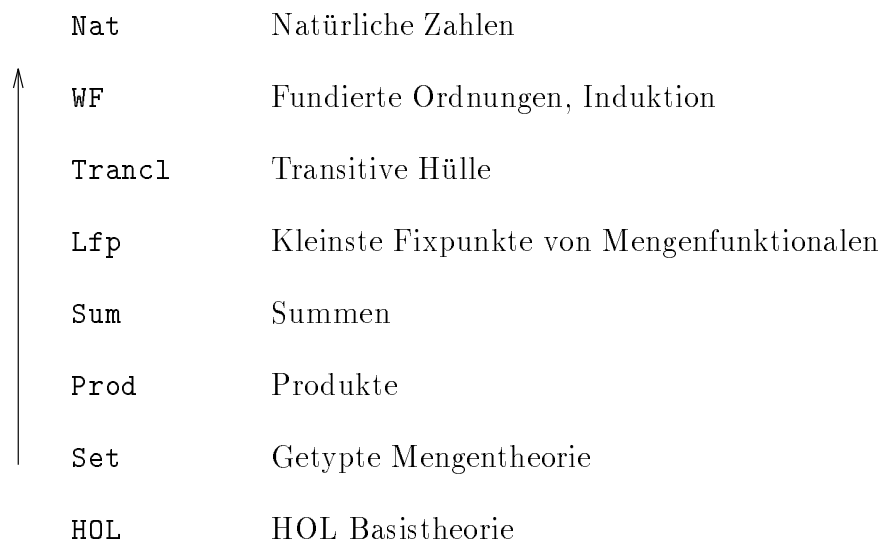 Nat Natürliche Zahlen
WF Fundierte Ordnungen, Induktion
Trancl Transitive Hülle
Lfp Kleinste Fixpunkte von Mengenfunktionalen
Sum Summen
Prod Produkte
Set Getypte Mengentheorie
HOL HOL Basistheorie